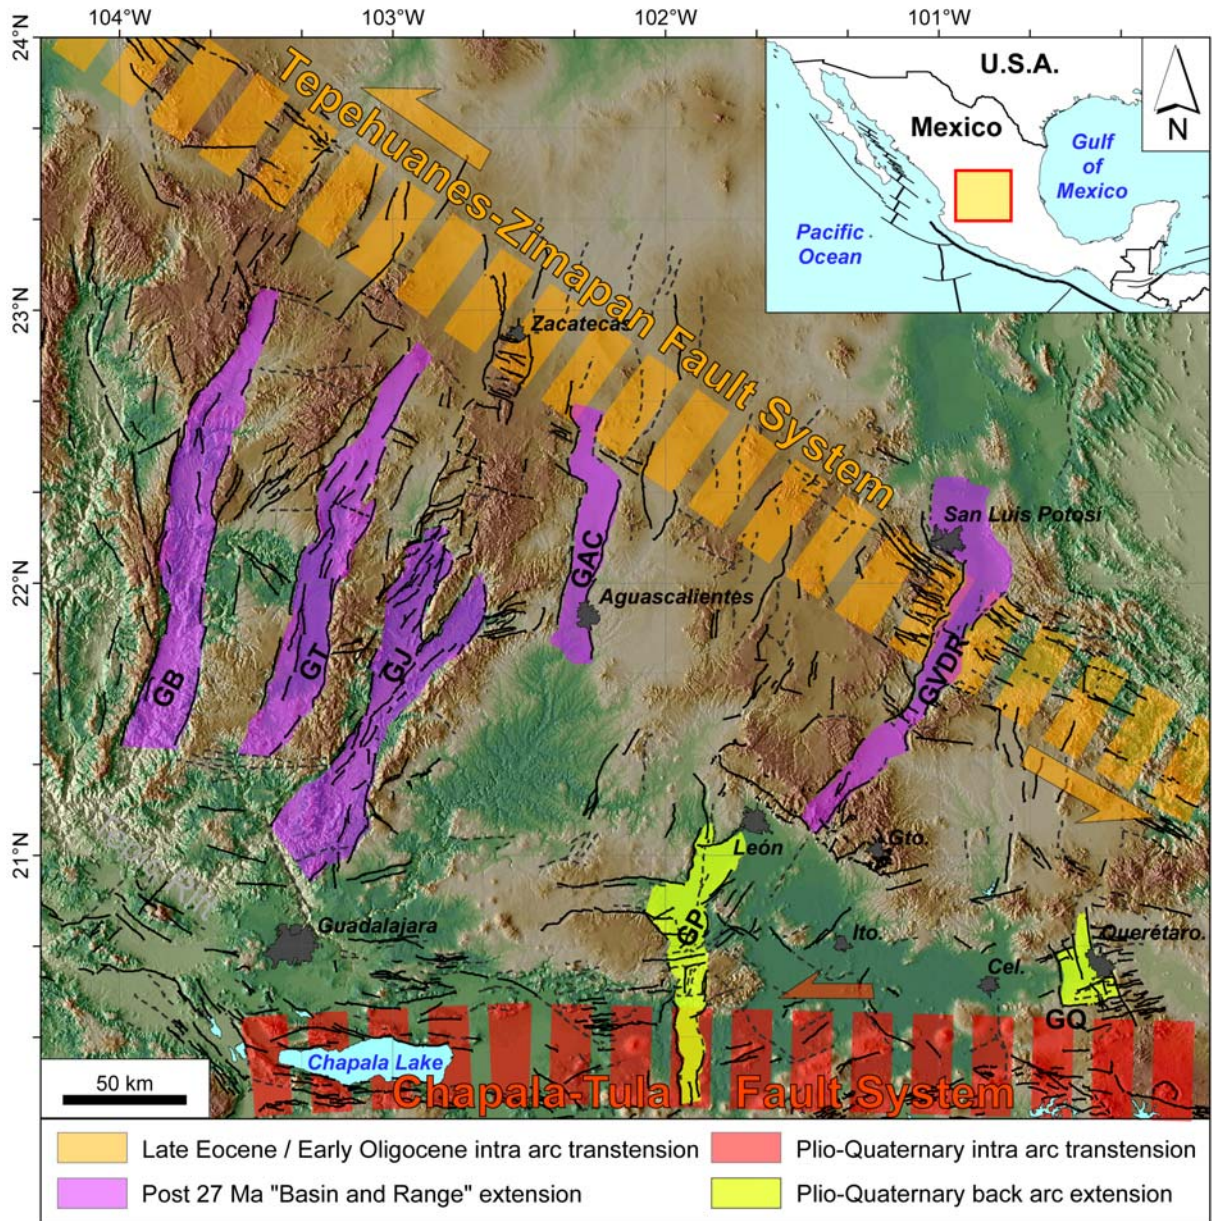 104°W 103°W 102°W 101°W
24°N
23°N
22°N
21°N
U.S.A.
Mexico
Gulf
of
Mexico
Pacific
Ocean
N
Tepehuanes-Zimapan Fault System
Zacatecas
San Luis Potosí
GAC
Aguascalientes
GB
GT
GJ
GVDR
León
Gto.
Guadalajara
GP
Ito.
Querétaro.
Cel.
GQ
Chapala Lake
Chapala-Tula Fault System
50 km
Late Eocene / Early Oligocene intra arc transtension
Plio-Quaternary intra arc transtension
Post 27 Ma "Basin and Range" extension
Plio-Quaternary back arc extension